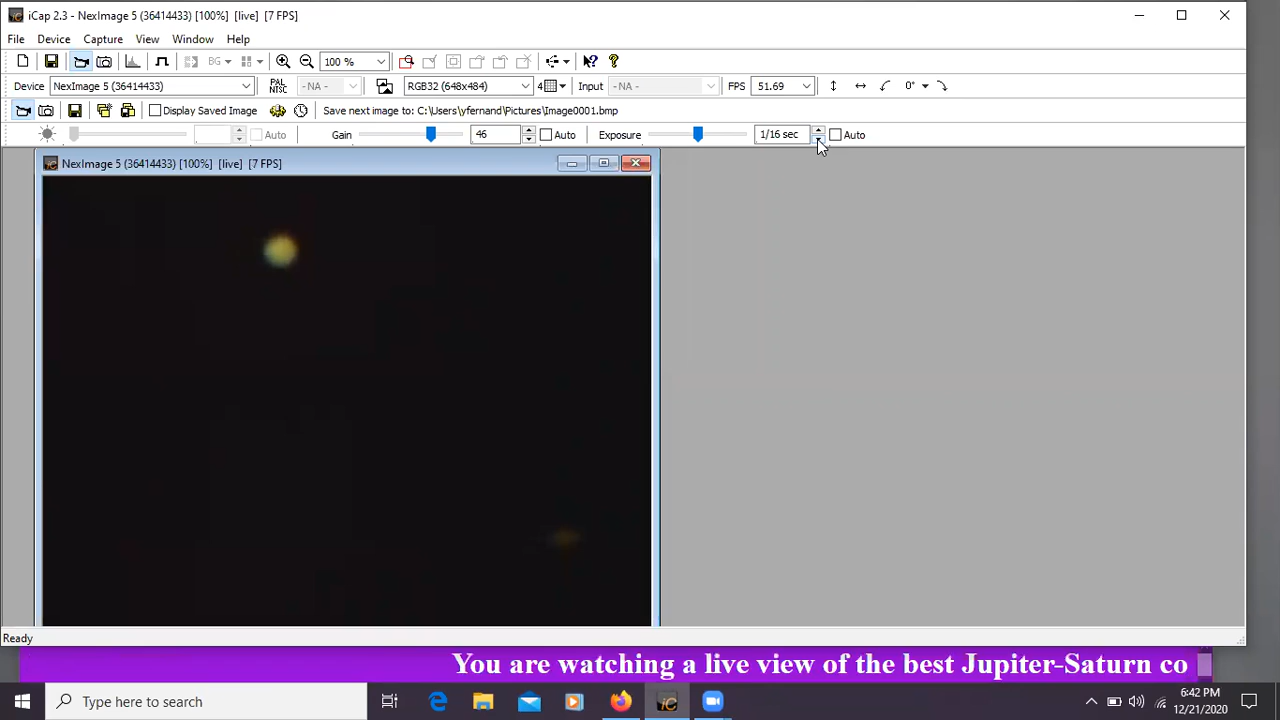 iCap 2.3 - NexImage 5 (36414433) [100%] [live] [7 FPS]
File Device Capture View Window Help
BG 100 %
Device NexImage 5 (36414433) PAL NTSC - NA - RGB32 (648x484) 4 Input - NA - FPS 51.69 0°
Display Saved Image Save next image to: C:\Users\yfernand\Pictures\Image0001.bmp
Auto Gain 46 Auto Exposure 1/16 sec Auto
iC NexImage 5 (36414433) [100%] [live] [7 FPS]
Ready
You are watching a live view of the best Jupiter-Saturn co
Type here to search iC 6:42 PM
12/21/2020